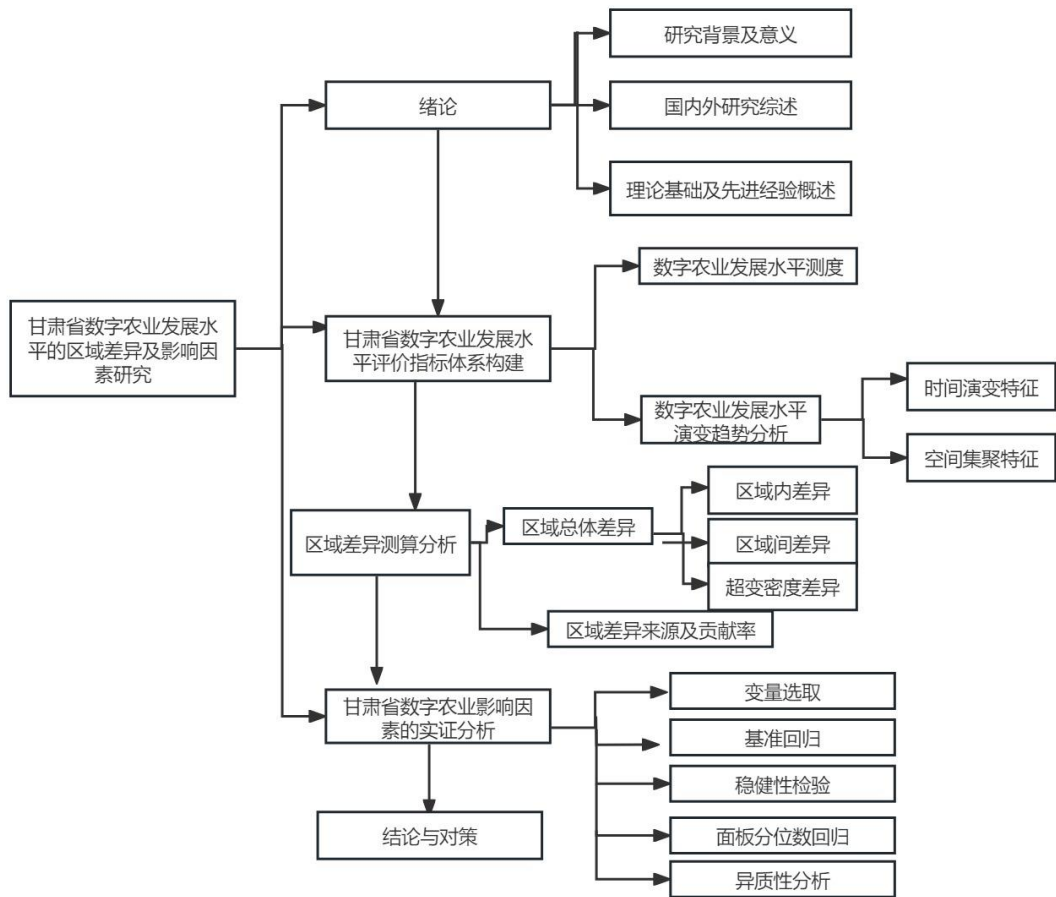 甘肃省数字农业发展水
平的区域差异及影响因
素研究
绪论
研究背景及意义
国内外研究综述
理论基础及先进经验概述
甘肃省数字农业发展水
平评价指标体系构建
数字农业发展水平测度
数字农业发展水平
演变趋势分析
时间演变特征
空间集聚特征
区域差异测算分析
区域总体差异
区域内差异
区域间差异
超变密度差异
区域差异来源及贡献率
甘肃省数字农业影响因
素的实证分析
变量选取
基准回归
稳健性检验
面板分位数回归
异质性分析
结论与对策